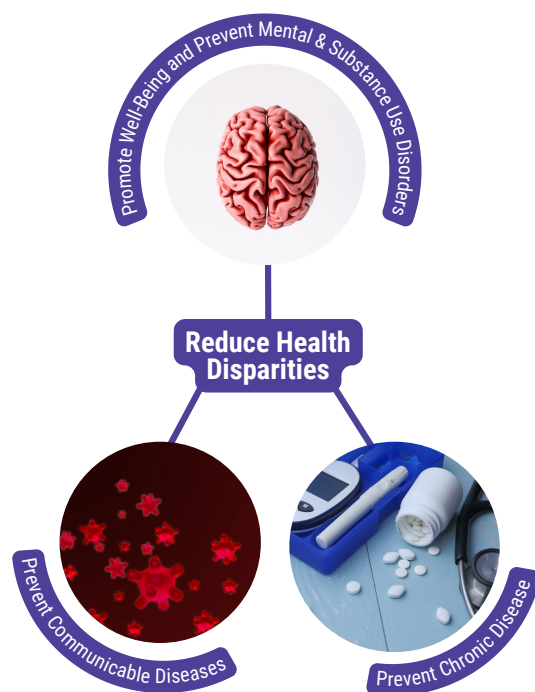 Promote Well-Being and Prevent Mental & Substance Use Disorders
Reduce Health
Disparities
Prevent Communicable Diseases
Prevent Chronic Disease